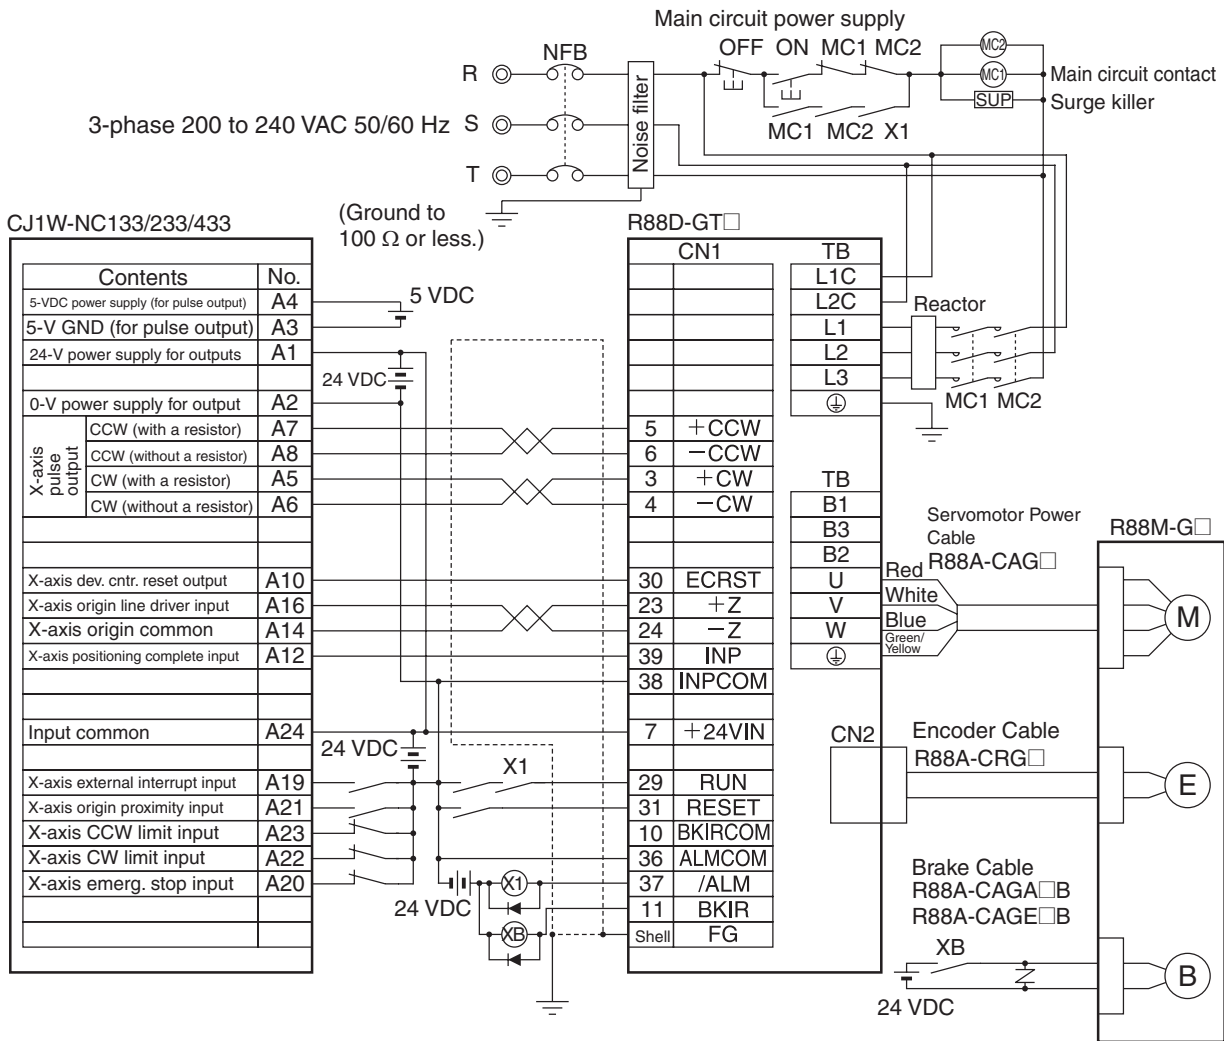 Main circuit power supply
OFF ON MC1 MC2
NFB
MC2
R
Noise filter
MC1
Main circuit contact
SUP
Surge killer
3-phase 200 to 240 VAC 50/60 Hz S
MC1 MC2 X1
T
(Ground to
100 Ω or less.)
CJ1W-NC133/233/433
R88D-GT□
Contents No.
5-VDC power supply (for pulse output) A4
5-V GND (for pulse output) A3
24-V power supply for outputs A1
0-V power supply for output A2
X-axis
pulse
output
CCW (with a resistor) A7
CCW (without a resistor) A8
CW (with a resistor) A5
CW (without a resistor) A6
X-axis dev. cntr. reset output A10
X-axis origin line driver input A16
X-axis origin common A14
X-axis positioning complete input A12
Input common A24
X-axis external interrupt input A19
X-axis origin proximity input A21
X-axis CCW limit input A23
X-axis CW limit input A22
X-axis emerg. stop input A20
5 VDC
24 VDC
24 VDC
X1
24 VDC
X1
XB
CN1
5 +CCW
6 −CCW
3 +CW
4 −CW
30 ECRST
23 +Z
24 −Z
39 INP
38 INPCOM
7 +24VIN
29 RUN
31 RESET
10 BKIRCOM
36 ALMCOM
37 /ALM
11 BKIR
Shell FG
TB
L1C
L2C
L1
L2
L3
Reactor
MC1 MC2
TB
B1
B3
B2
U
V
W
Red
White
Blue
Green/
Yellow
Servomotor Power
Cable
R88A-CAG□
R88M-G□
M
CN2
Encoder Cable
R88A-CRG□
E
Brake Cable
R88A-CAGA□B
R88A-CAGE□B
XB
24 VDC
B